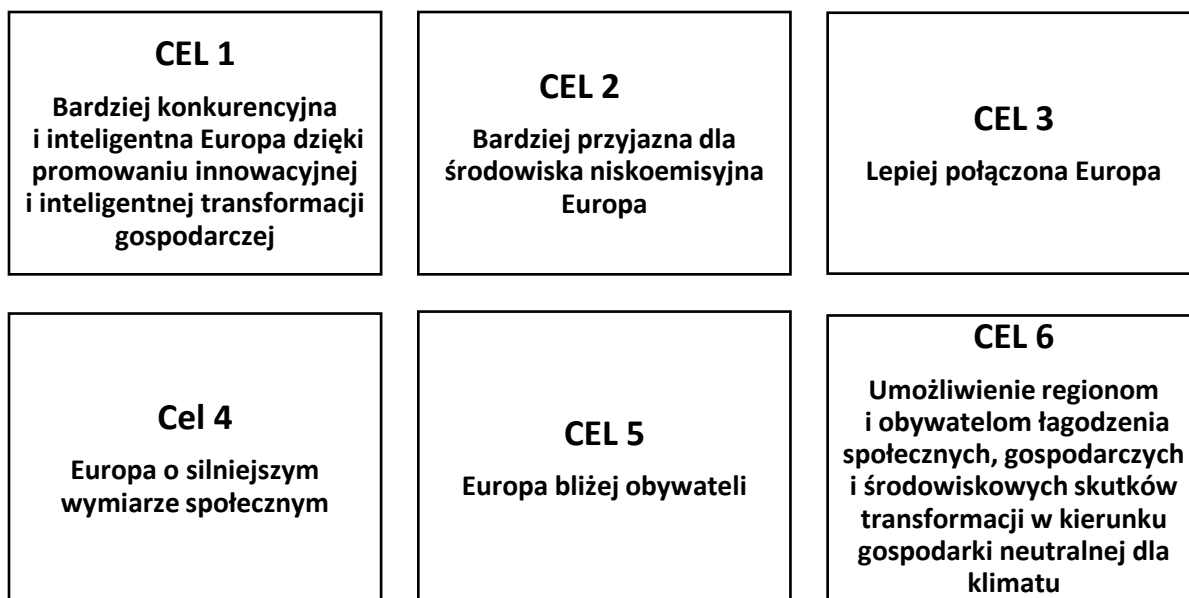 CEL 1
Bardziej konkurencyjna
i inteligentna Europa dzięki
promowaniu innowacyjnej
i inteligentnej transformacji
gospodarczej
CEL 2
Bardziej przyjazna dla
środowiska niskoemisyjna
Europa
CEL 3
Lepiej połączona Europa
Cel 4
Europa o silniejszym
wymiarze społecznym
CEL 5
Europa bliżej obywateli
CEL 6
Umożliwienie regionom
i obywatelom łagodzenia
społecznych, gospodarczych
i środowiskowych skutków
transformacji w kierunku
gospodarki neutralnej dla
klimatu